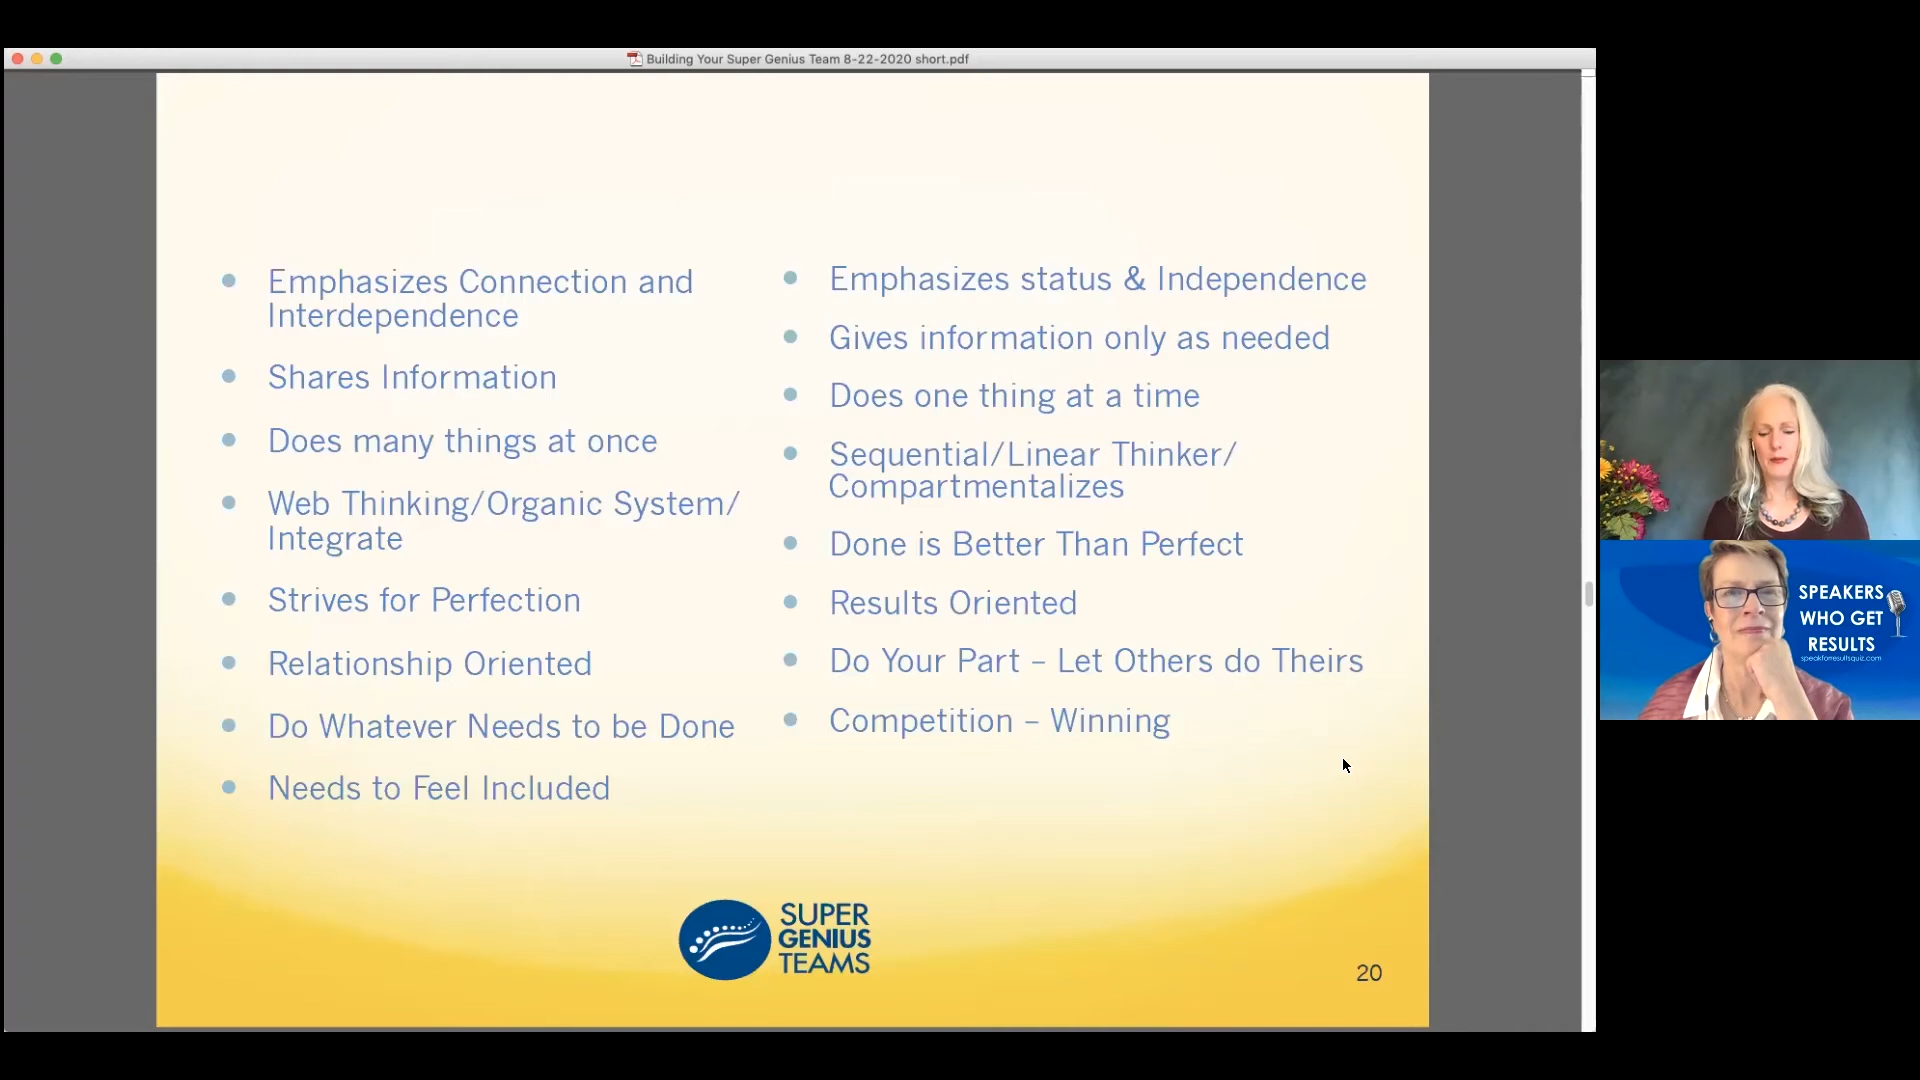 Building Your Super Genius Team 8-22-2020 short.pdf
• Emphasizes Connection and
Interdependence
• Shares Information
• Does many things at once
• Web Thinking/Organic System/
Integrate
• Strives for Perfection
• Relationship Oriented
• Do Whatever Needs to be Done
• Needs to Feel Included
• Emphasizes status & Independence
• Gives information only as needed
• Does one thing at a time
• Sequential/Linear Thinker/
Compartmentalizes
• Done is Better Than Perfect
• Results Oriented
• Do Your Part – Let Others do Theirs
• Competition – Winning
SUPER
GENIUS
TEAMS
20
SPEAKERS
WHO GET
RESULTS
speakforresultsquiz.com